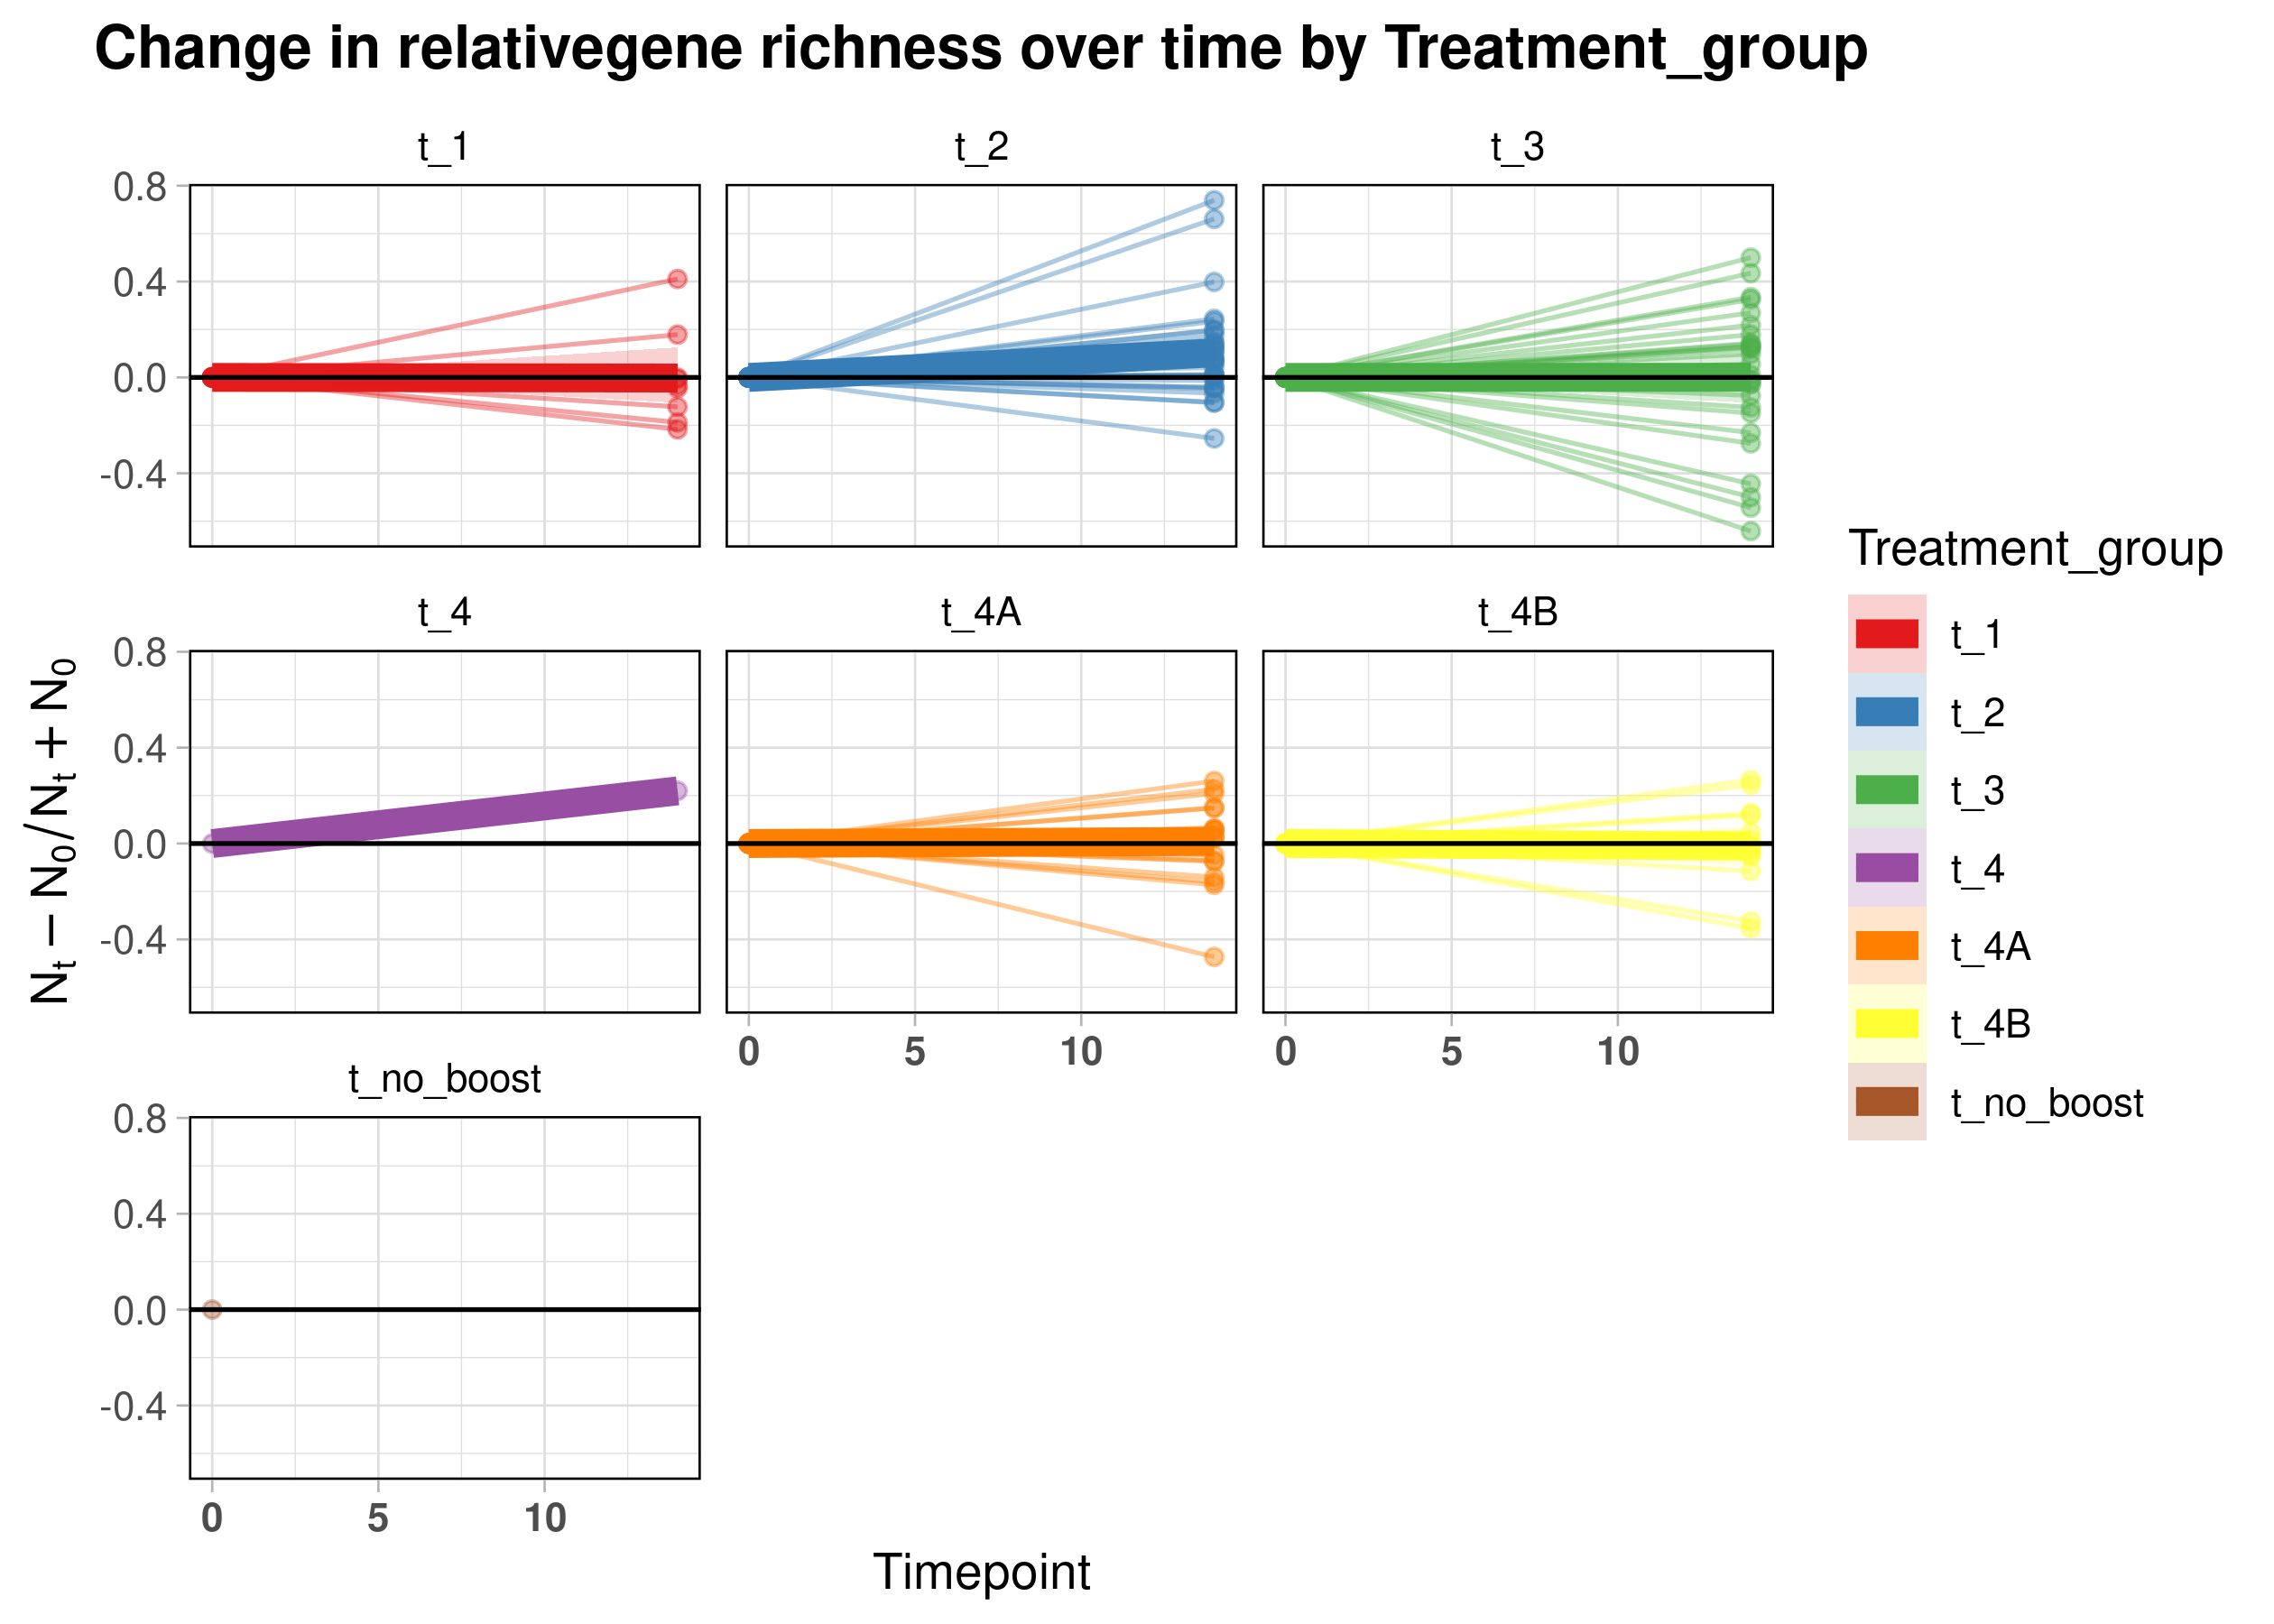 Change in relativegene richness over time by Treatment_group
t_1
t_2
t_3
0.8
0.4
0.0
-0.4
t_4
t_4A
t_4B
0.8
0.4
0.0
-0.4
0
5
10
0
5
10
t_no_boost
0.8
0.4
0.0
-0.4
0
5
10
Timepoint
Nt − N0/Nt + N0
Treatment_group
t_1
t_2
t_3
t_4
t_4A
t_4B
t_no_boost